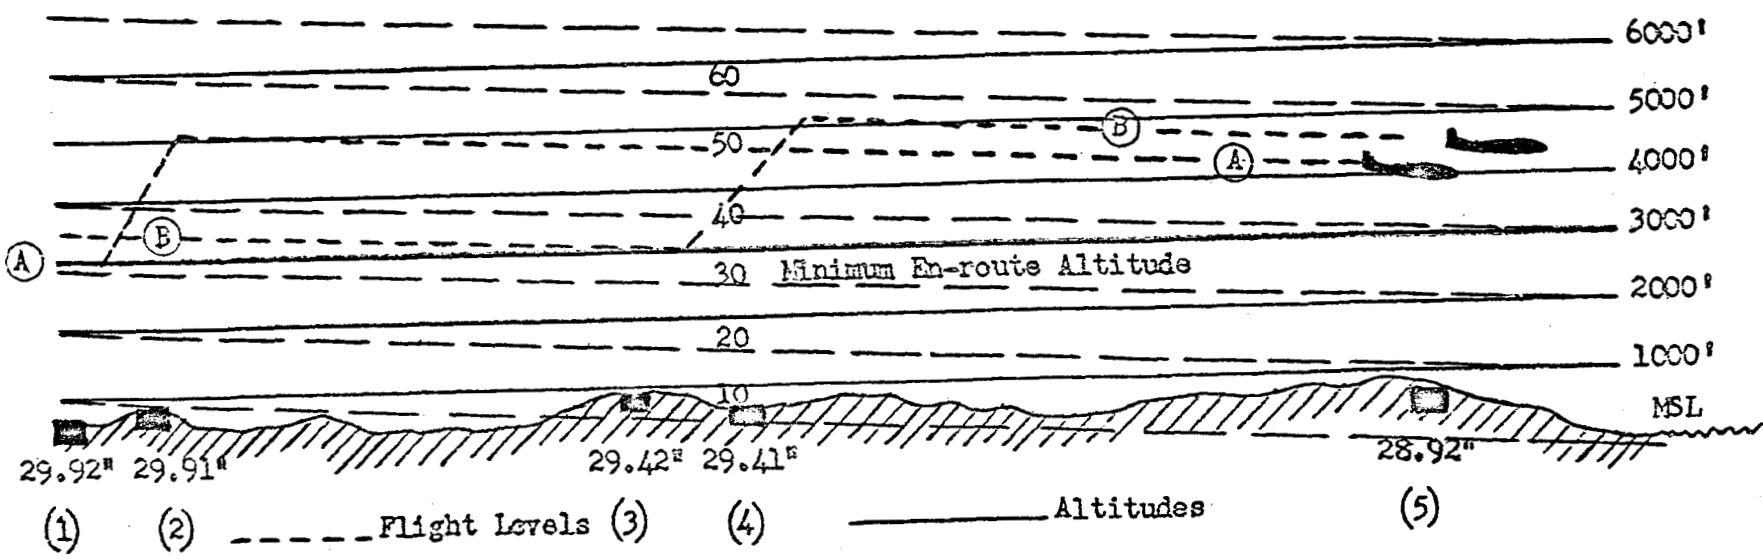 6000'
60
5000'
B
50
A
4000'
40
3000'
B
A
30 Minimum En-route Altitude
2000'
20
1000'
10
MSL
29.92" 29.91" 29.42" 29.41" 28.92"
(1) (2) Flight Levels (3) (4) Altitudes (5)